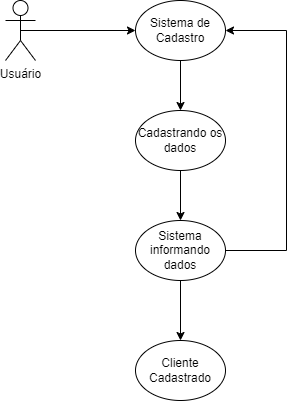 Sistema de
Cadastro
Usuário
Cadastrando os
dados
Sistema
informando
dados
Cliente
Cadastrado